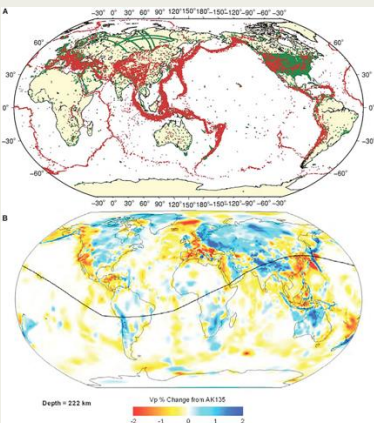 A
−30° 0° 30° 60° 90° 120°150°180°−150°−120°−90° −60° −30°
60° 60°
30° 30°
0° 0°
−30° −30°
−60° −60°
−30° 0° 30° 60° 90° 120°150°180°−150°−120°−90° −60° −30°
B
Depth = 222 km
Vp % Change from AK135
-2 -1 0 1 2